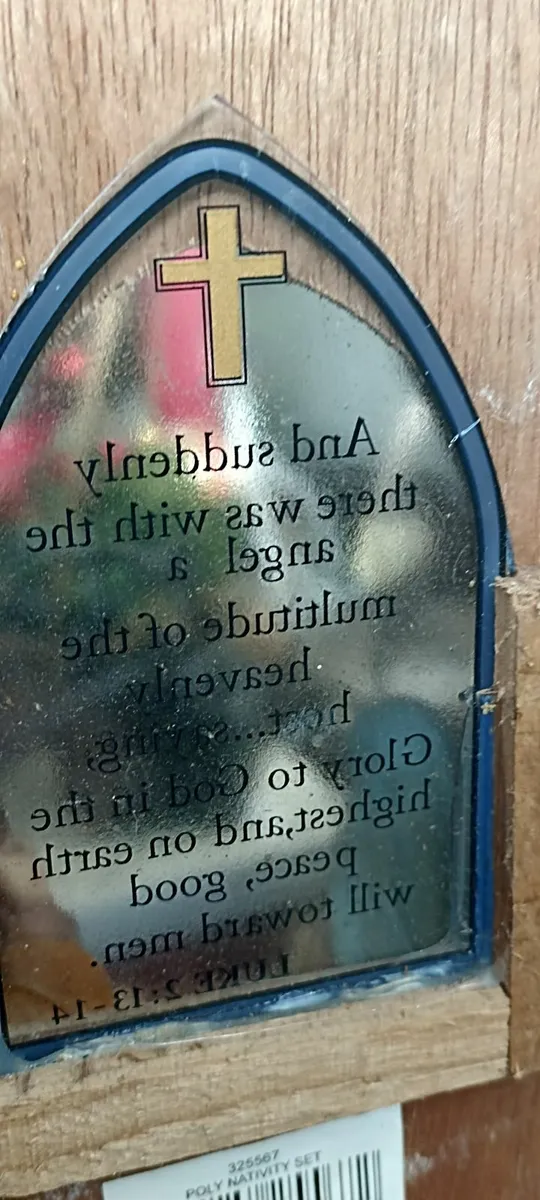 And suddenly
there was with the
angel a
multitude of the
heavenly
host...saying,
Glory to God in the
highest,and on earth
peace, good
will toward men.
LUKE 2:13-14
325567
POLY NATIVITY SET